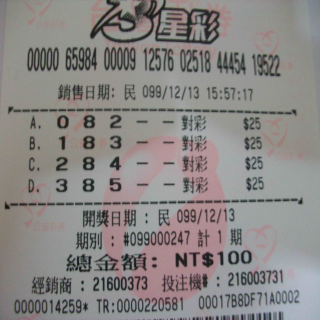 3星彩
00000 65984 00009 12576 02518 44454 19522
銷售日期: 民 099/12/13 15:57:17
A. 0 8 2 -- 對彩 $25
B. 1 8 3 -- 對彩 $25
C. 2 8 4 -- 對彩 $25
D. 3 8 5 -- 對彩 $25
開獎日期 : 民 099/12/13
期別 : #099000247 計 1 期
總金額: NT$100
經銷商 : 21600373 投注機# : 216003731
0000014259* TR:0000220581 00017B8DF71A0002